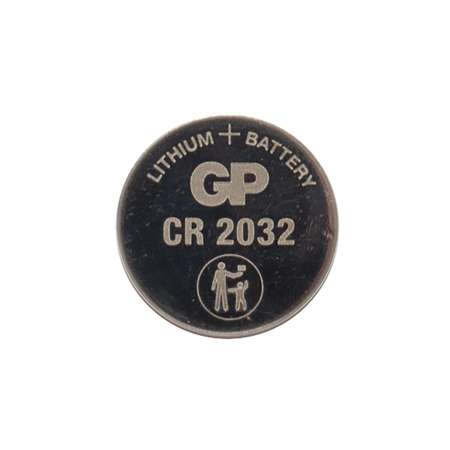 LITHIUM + BATTERY
GP
CR 2032